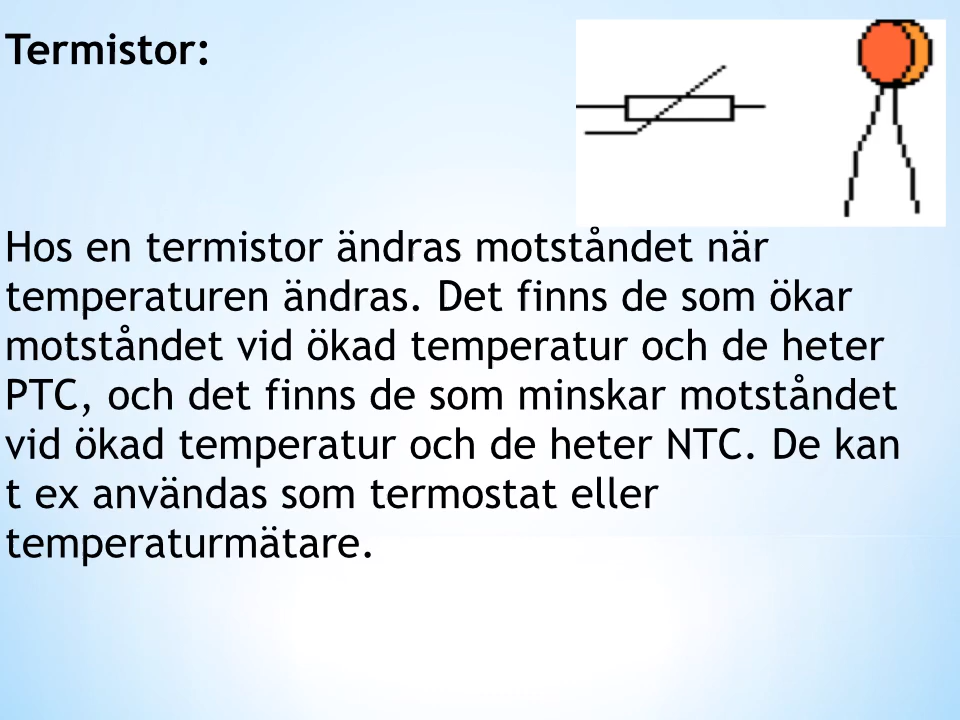 Termistor:
Hos en termistor ändras motståndet när
temperaturen ändras. Det finns de som ökar
motståndet vid ökad temperatur och de heter
PTC, och det finns de som minskar motståndet
vid ökad temperatur och de heter NTC. De kan
t ex användas som termostat eller
temperaturmätare.